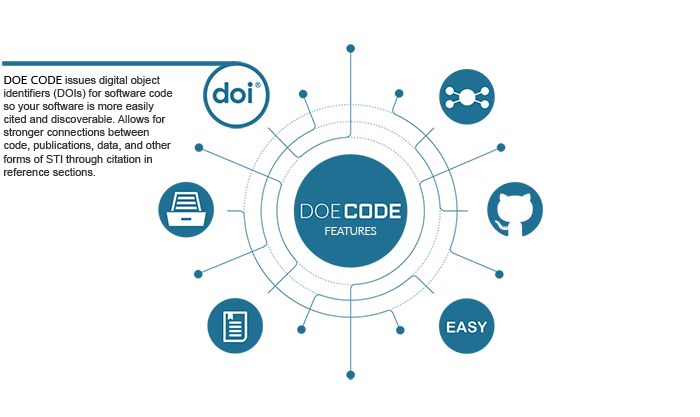 DOE CODE issues digital object
identifiers (DOIs) for software code
so your software is more easily
cited and discoverable. Allows for
stronger connections between
code, publications, data, and other
forms of STI through citation in
reference sections.
doi®
DOE CODE
FEATURES
EASY